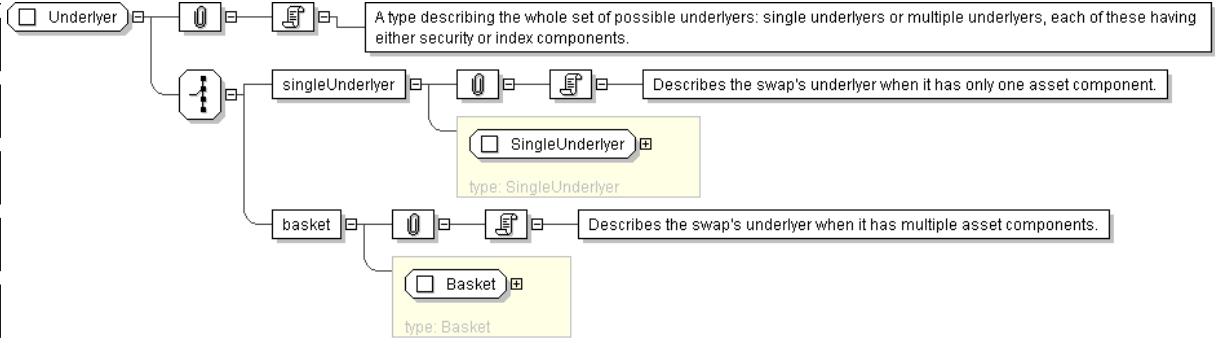 Underlyer
A type describing the whole set of possible underlyers: single underlyers or multiple underlyers, each of these having
either security or index components.
singleUnderlyer
Describes the swap's underlyer when it has only one asset component.
SingleUnderlyer
type: SingleUnderlyer
basket
Describes the swap's underlyer when it has multiple asset components.
Basket
type: Basket